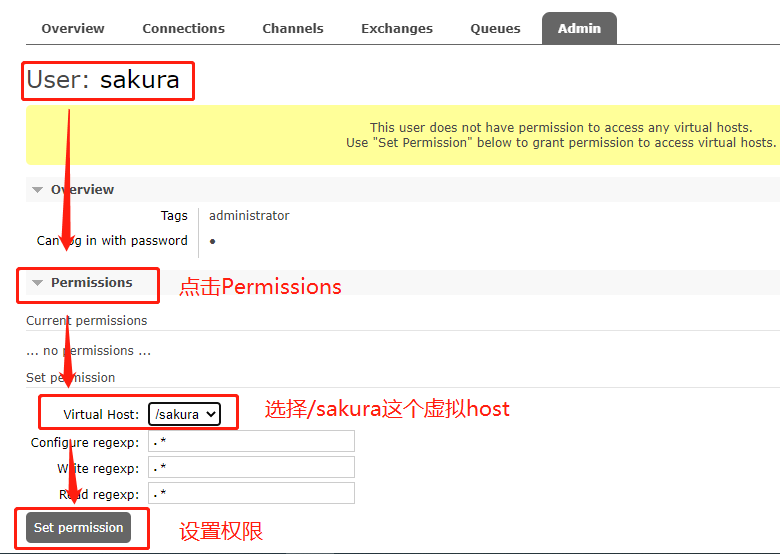 Overview Connections Channels Exchanges Queues Admin
User: sakura
This user does not have permission to access any virtual hosts.
Use "Set Permission" below to grant permission to access virtual hosts.
Overview
Tags administrator
Can log in with password ●
Permissions 点击Permissions
Current permissions
... no permissions ...
Set permission
Virtual Host: /sakura 选择/sakura这个虚拟host
Configure regexp: .*
Write regexp: .*
Read regexp: .*
Set permission 设置权限